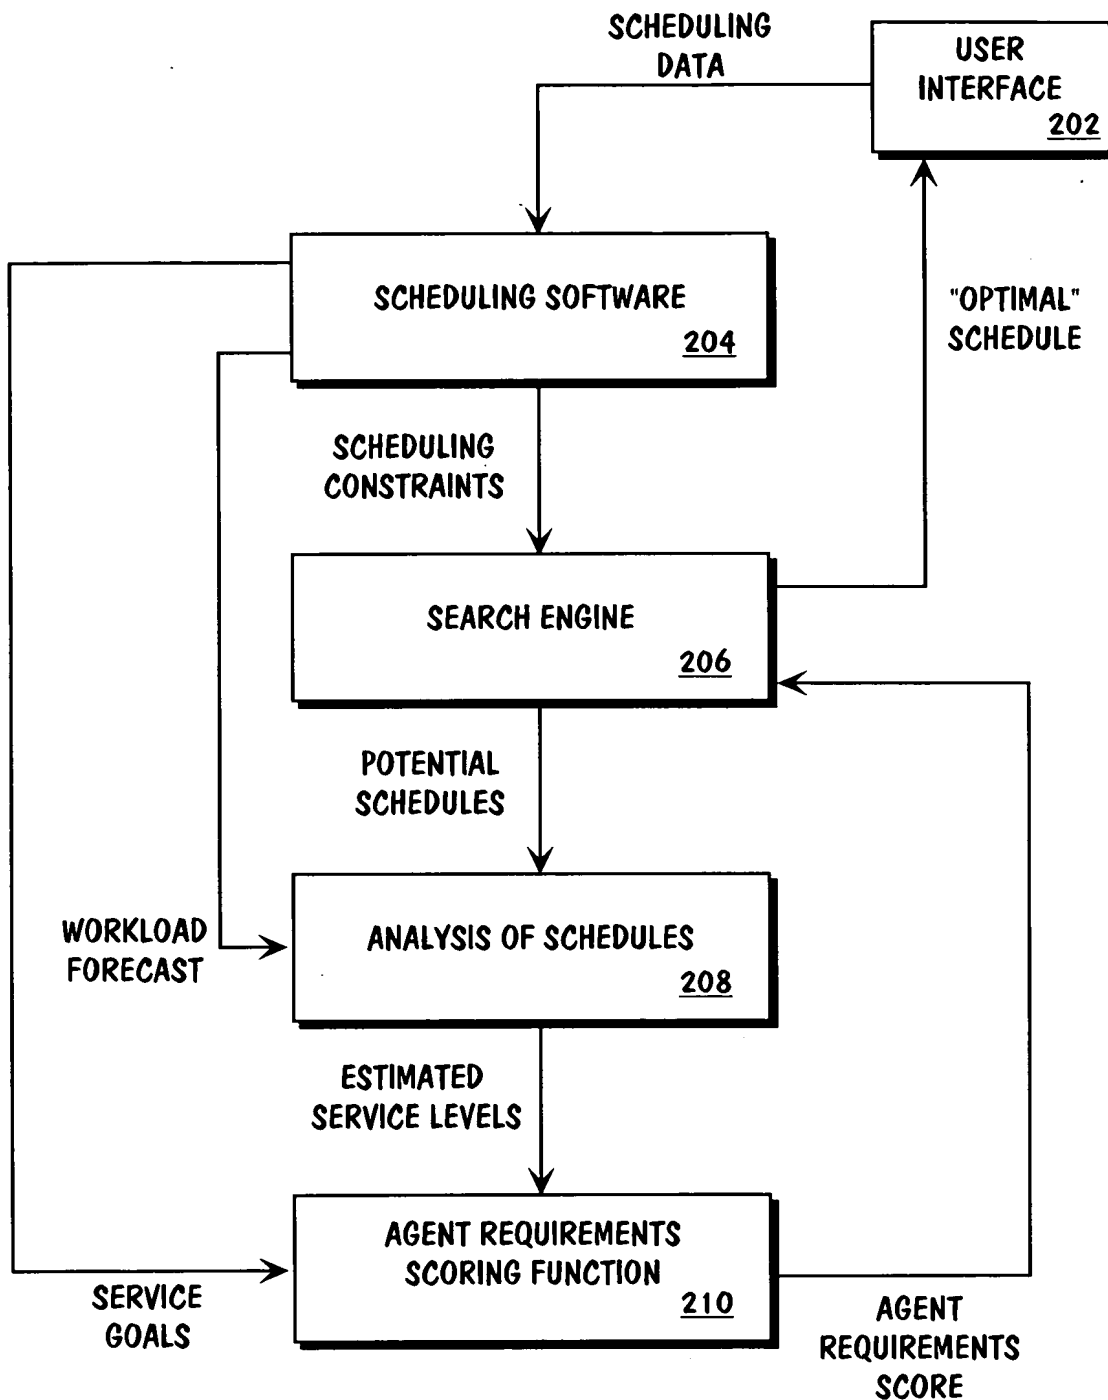 SCHEDULING
DATA
USER
INTERFACE
202
SCHEDULING SOFTWARE
204
"OPTIMAL"
SCHEDULE
SCHEDULING
CONSTRAINTS
SEARCH ENGINE
206
POTENTIAL
SCHEDULES
WORKLOAD
FORECAST
ANALYSIS OF SCHEDULES
208
ESTIMATED
SERVICE LEVELS
AGENT REQUIREMENTS
SCORING FUNCTION
210
SERVICE
GOALS
AGENT
REQUIREMENTS
SCORE